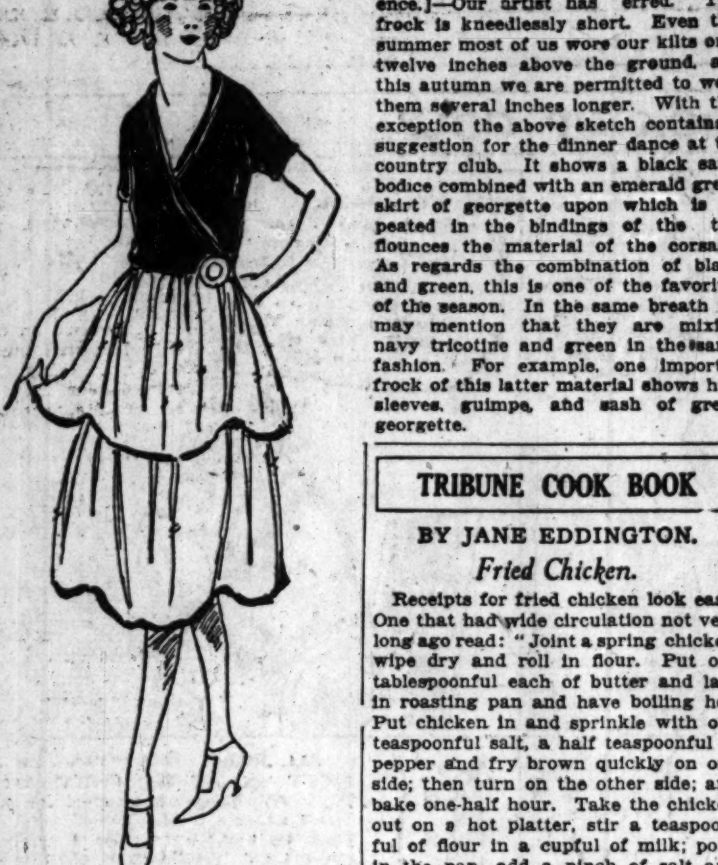 ence.]—Our artist has erred.
frock is kneedlessly short. Even
summer most of us wore our kilts
twelve inches above the ground,
this autumn we are permitted to
them several inches longer. With
exception the above sketch contain
suggestion for the dinner dance at
country club. It shows a black
bodice combined with an emerald
skirt of georgette upon which is
peated in the bindings of the
flounces the material of the
As regards the combination of
and green, this is one of the
of the season. In the same breath
may mention that they are
navy tricotine and green in the
fashion. For example, one
frock of this latter material shows
sleeves, guimpe, and sash of
georgette.
TRIBUNE COOK BOOK
BY JANE EDDINGTON.
Fried Chicken.
Receipts for fried chicken look
One that had wide circulation not
long ago read: "Joint a spring
wipe dry and roll in flour. Put
tablespoonful each of butter and
in roasting pan and have boiling
Put chicken in and sprinkle with
teaspoonful salt, a half teaspoonful
pepper and fry brown quickly on
side; then turn on the other side;
bake one-half hour. Take the
out on a hot platter, stir a
ful of flour in a cupful of milk;
in the pan, add a pinch of salt